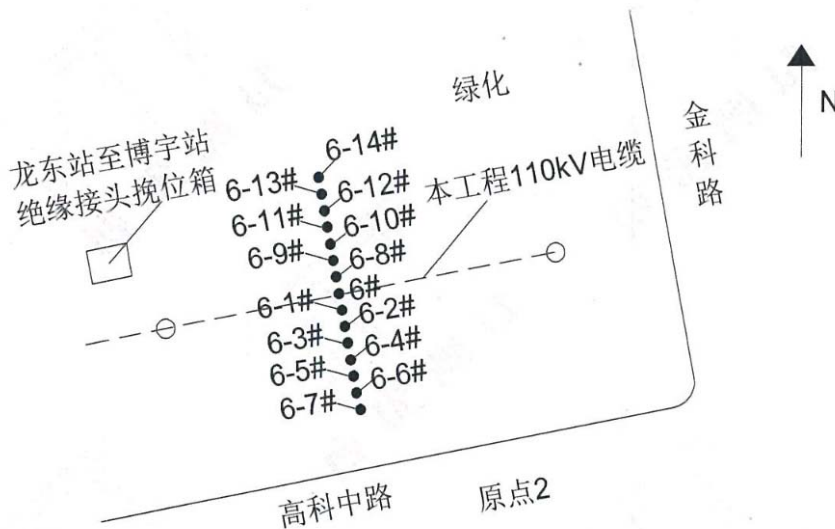 绿化
N
金科路
龙东站至博宇站
绝缘接头挽位箱
6-14#
6-13#
6-12#
本工程110kV电缆
6-11#
6-10#
6-9#
6-8#
6#
6-1#
6-2#
6-3#
6-4#
6-5#
6-6#
6-7#
高科中路
原点2